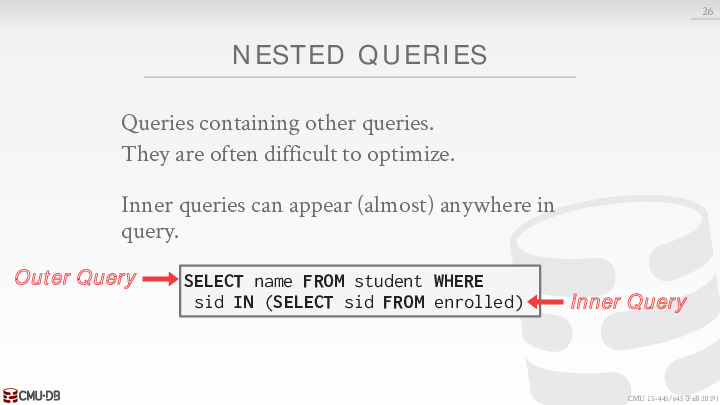 26
NESTED QUERIES
Queries containing other queries.
They are often difficult to optimize.
Inner queries can appear (almost) anywhere in
query.
Outer Query
SELECT name FROM student WHERE
sid IN (SELECT sid FROM enrolled)
Inner Query
CMU·DB
CMU 15-445/645 (Fall 2019)